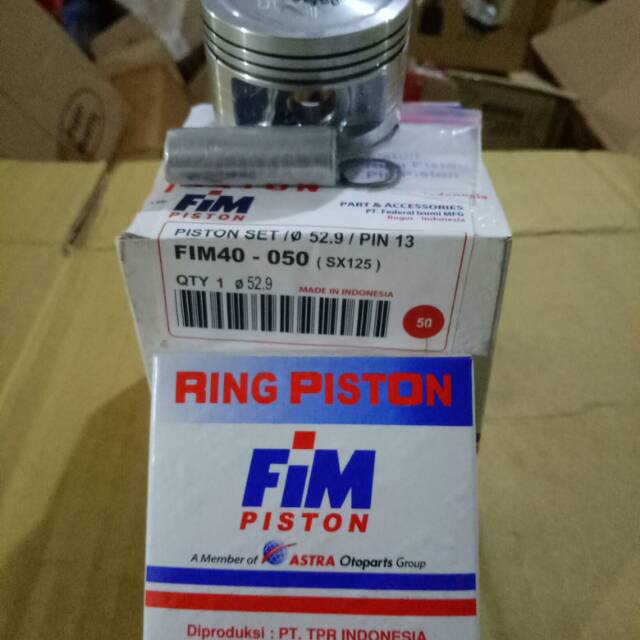 PISTON
FiM
PISTON
PART & ACCESSORIES
PT. Federal Izumi MFG
Bogor Indonesia
PISTON SET / Ø 52.9 / PIN 13
FIM40 - 050 ( SX125 )
QTY 1 Ø 52.9
MADE IN INDONESIA
50
RING PISTON
FiM
PISTON
A Member of ASTRA Otoparts Group
Diproduksi : PT. TPR INDONESIA